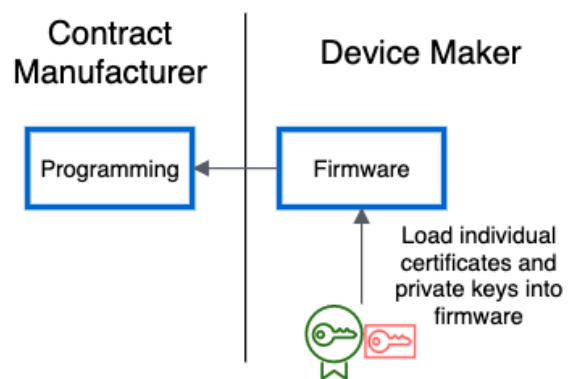 Contract
Manufacturer
Device Maker
Programming
Firmware
Load individual
certificates and
private keys into
firmware